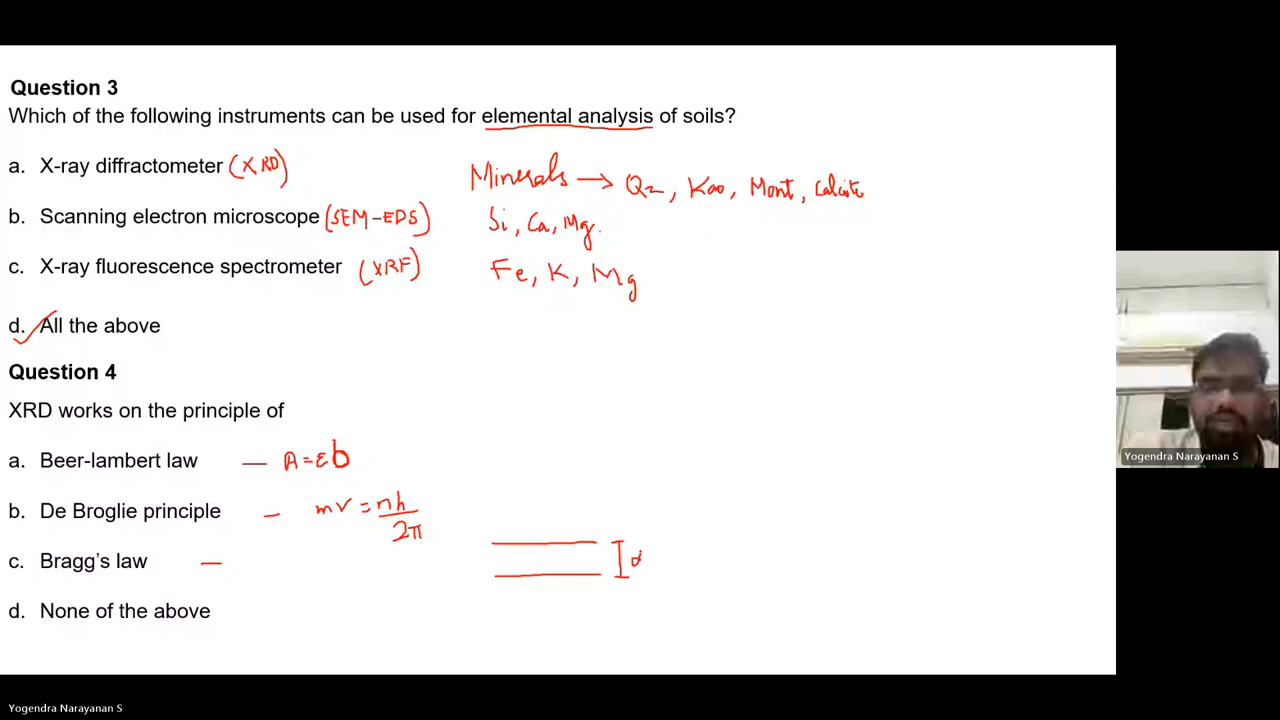 Question 3
Which of the following instruments can be used for elemental analysis of soils?
a. X-ray diffractometer (XRD) Minerals → Qz, Kao, Mont, Calcite
b. Scanning electron microscope (SEM-EDS) Si, Ca, Mg.
c. X-ray fluorescence spectrometer (XRF) Fe, K, Mg
d. All the above
Question 4
XRD works on the principle of
a. Beer-lambert law — A = εb
b. De Broglie principle — mv = nh/2π
c. Bragg's law — d
d. None of the above
Yogendra Narayanan S
Yogendra Narayanan S